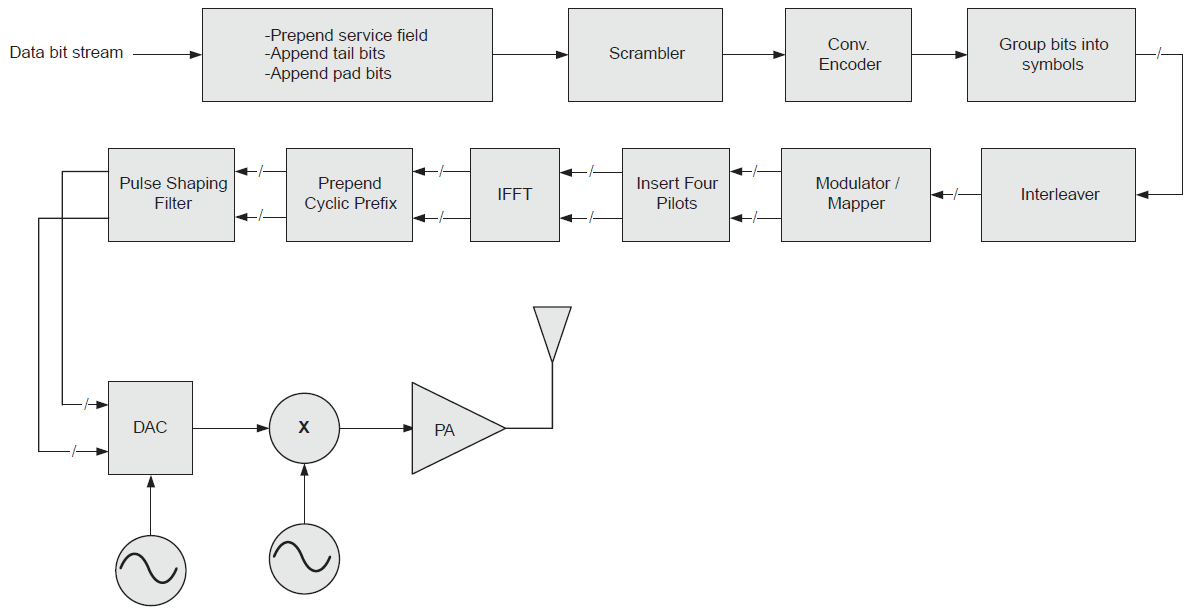 Data bit stream
-Prepend service field
-Append tail bits
-Append pad bits
Scrambler
Conv.
Encoder
Group bits into
symbols
Interleaver
Modulator /
Mapper
Insert Four
Pilots
IFFT
Prepend
Cyclic Prefix
Pulse Shaping
Filter
DAC
X
PA